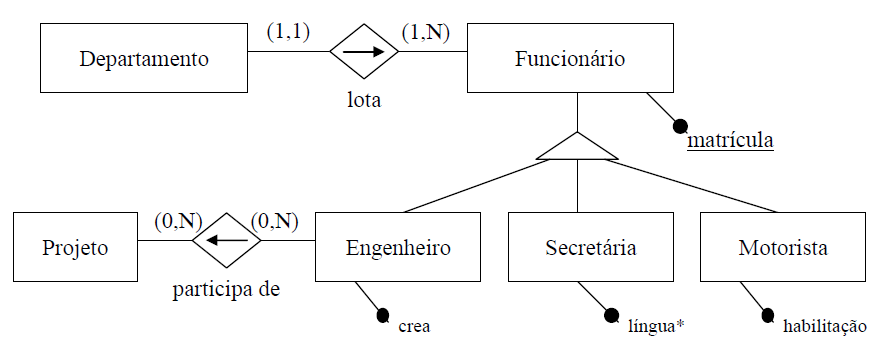 (1,1)
(1,N)
Departamento
Funcionário
lota
matrícula
(0,N)
(0,N)
Projeto
Engenheiro
Secretária
Motorista
participa de
crea
língua*
habilitação